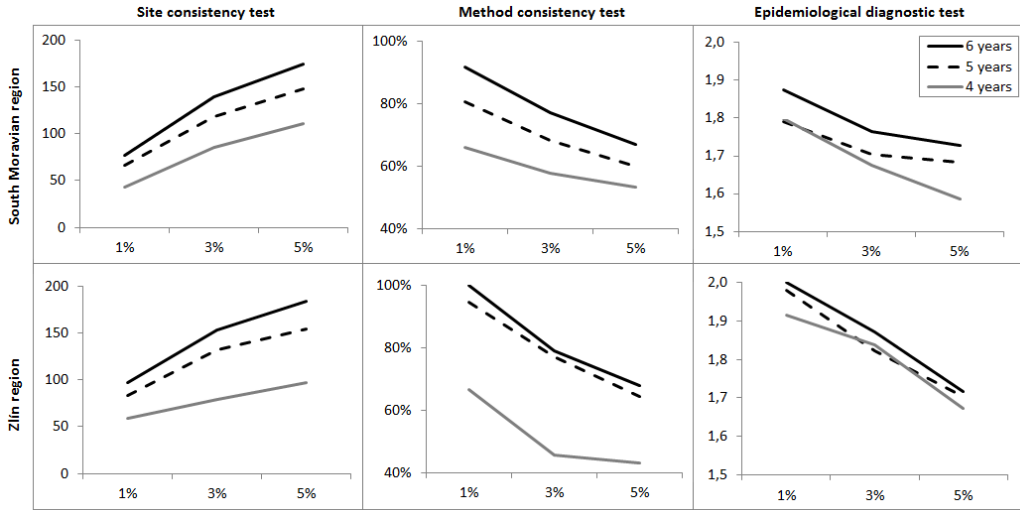 Site consistency test
Method consistency test
Epidemiological diagnostic test
South Moravian region
200
150
100
50
0
1% 3% 5%
100%
80%
60%
40%
1% 3% 5%
2,0
1,9
1,8
1,7
1,6
1,5
1% 3% 5%
6 years
5 years
4 years
Zlín region
200
150
100
50
0
1% 3% 5%
100%
80%
60%
40%
1% 3% 5%
2,0
1,9
1,8
1,7
1,6
1,5
1% 3% 5%